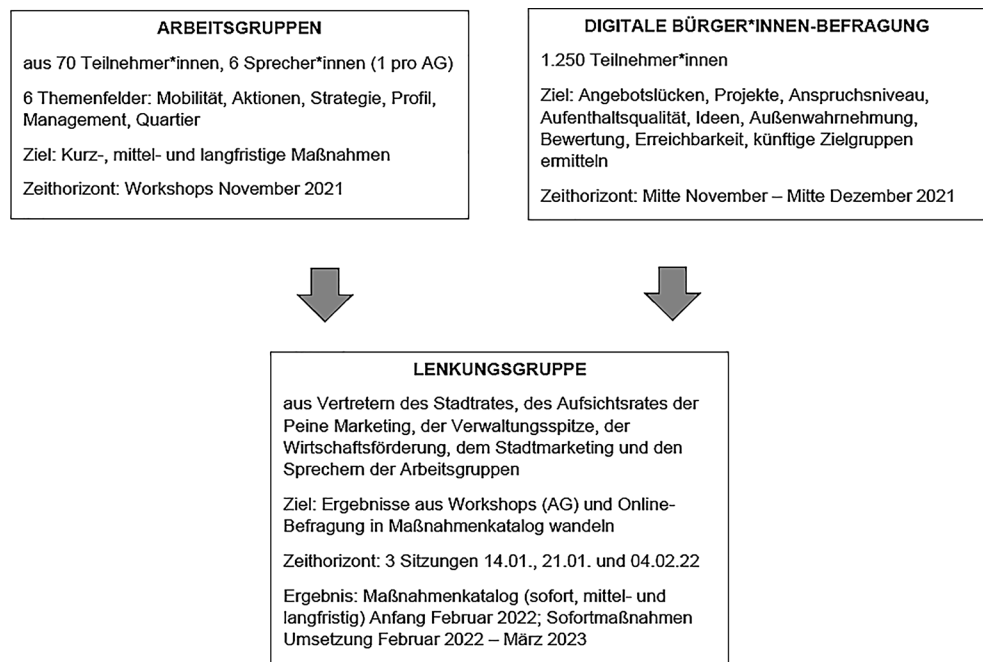 ARBEITSGRUPPEN
aus 70 Teilnehmer*innen, 6 Sprecher*innen (1 pro AG)
6 Themenfelder: Mobilität, Aktionen, Strategie, Profil,
Management, Quartier
Ziel: Kurz-, mittel- und langfristige Maßnahmen
Zeithorizont: Workshops November 2021
DIGITALE BÜRGER*INNEN-BEFRAGUNG
1.250 Teilnehmer*innen
Ziel: Angebotslücken, Projekte, Anspruchsniveau,
Aufenthaltsqualität, Ideen, Außenwahrnehmung,
Bewertung, Erreichbarkeit, künftige Zielgruppen
ermitteln
Zeithorizont: Mitte November – Mitte Dezember 2021
LENKUNGSGRUPPE
aus Vertretern des Stadtrates, des Aufsichtsrates der
Peine Marketing, der Verwaltungsspitze, der
Wirtschaftsförderung, dem Stadtmarketing und den
Sprechern der Arbeitsgruppen
Ziel: Ergebnisse aus Workshops (AG) und Online-
Befragung in Maßnahmenkatalog wandeln
Zeithorizont: 3 Sitzungen 14.01., 21.01. und 04.02.22
Ergebnis: Maßnahmenkatalog (sofort, mittel- und
langfristig) Anfang Februar 2022; Sofortmaßnahmen
Umsetzung Februar 2022 – März 2023